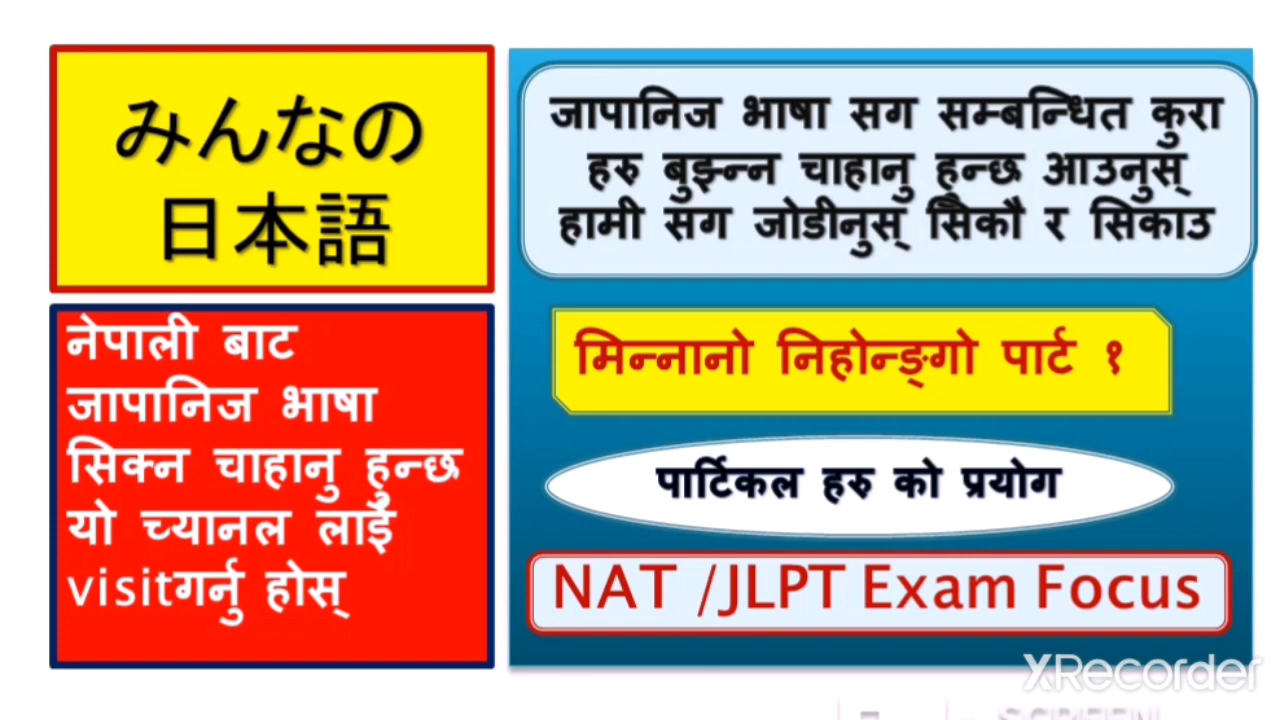 みんなの
日本語
नेपाली बाट
जापानिज भाषा
सिक्न चाहानु हुन्छ
यो च्यानल लाई
visitगर्नु होस्
जापानिज भाषा सग सम्बन्धित कुरा
हरु बुझ्न्न चाहानु हुन्छ आउनुस्
हामी सग जोडीनुस् सिकौ र सिकाउ
मिन्नानो निहोन्ङ्गो पार्ट १
पार्टिकल हरु को प्रयोग
NAT /JLPT Exam Focus
XRecorder